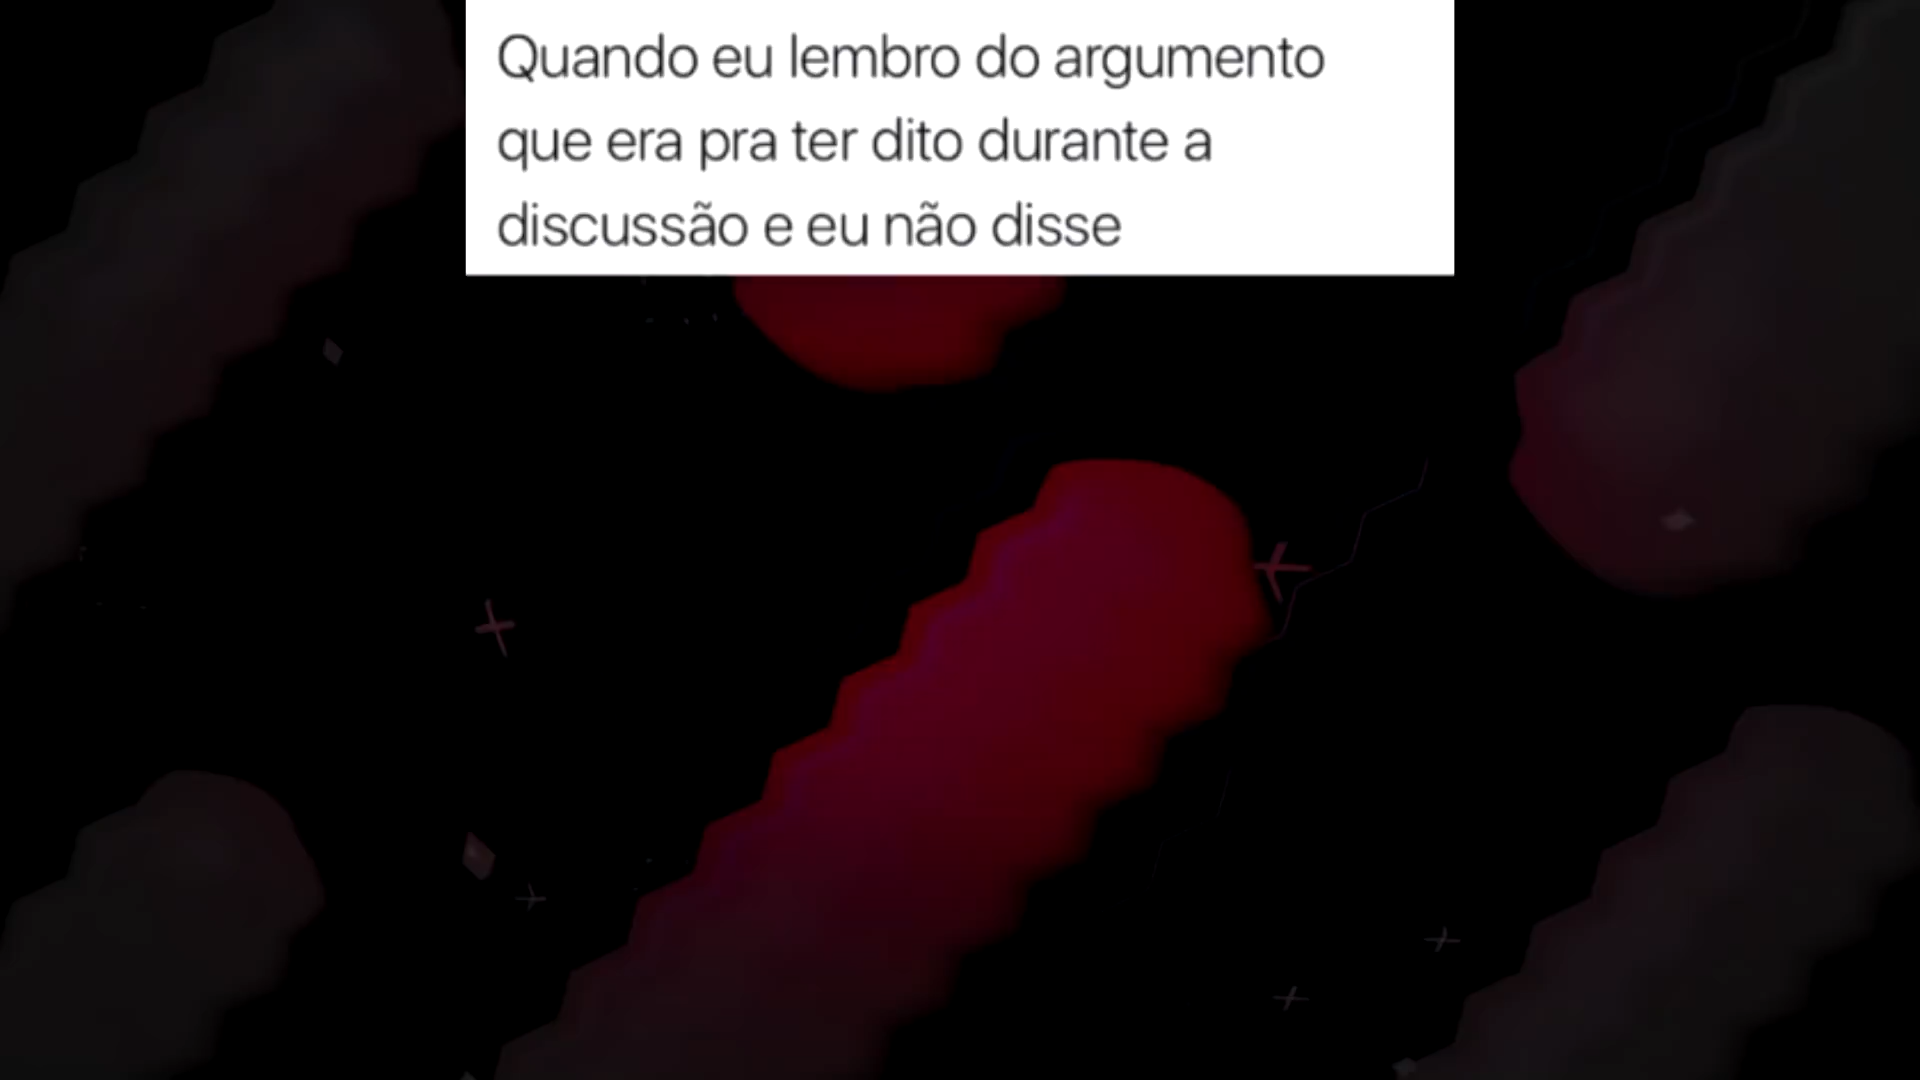 Quando eu lembro do argumento
que era pra ter dito durante a
discussão e eu não disse